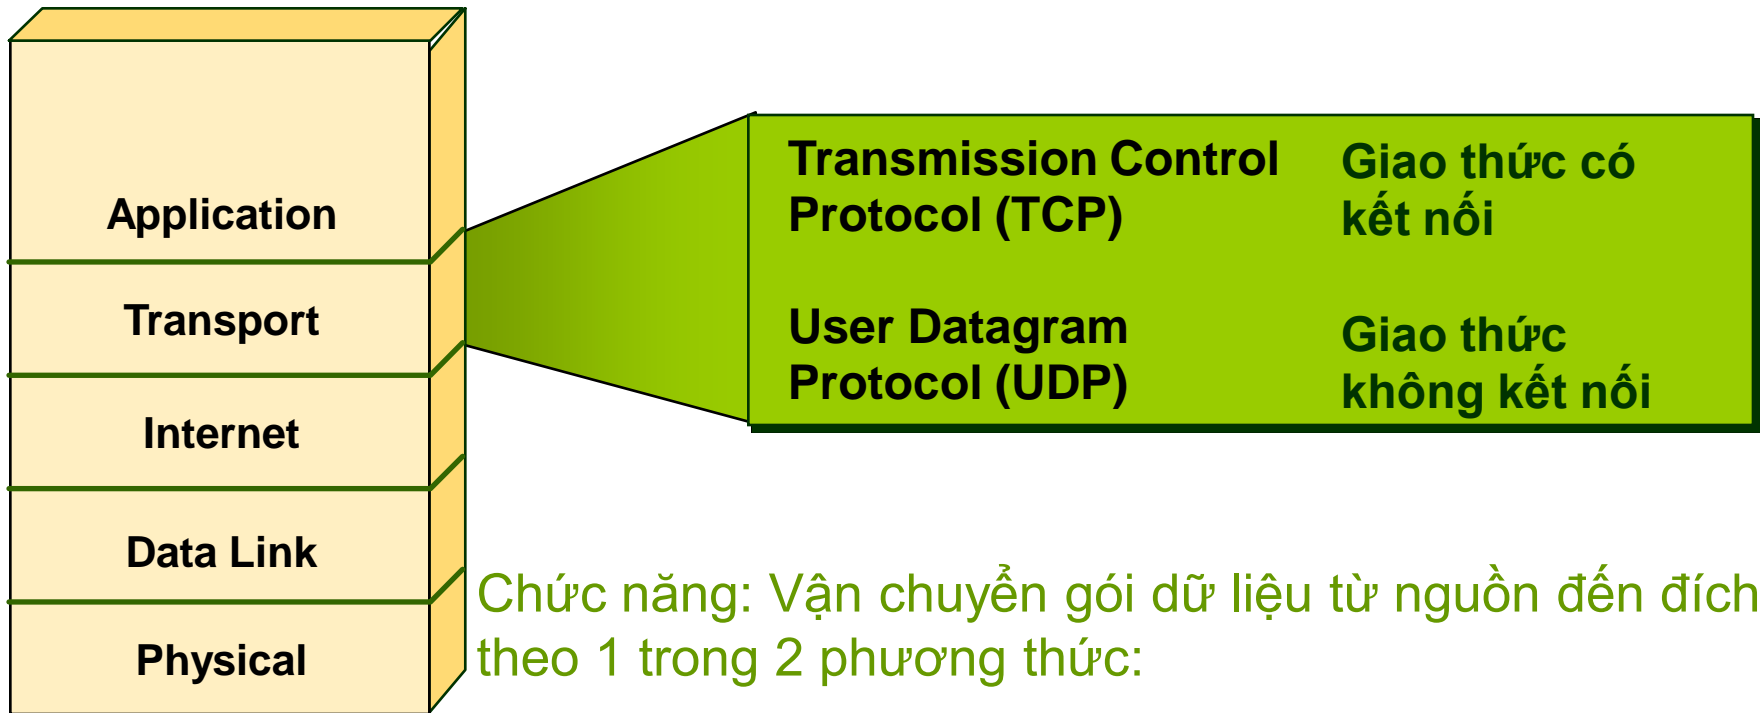 Application
Transport
Internet
Data Link
Physical
Transmission Control
Protocol (TCP)
Giao thức có
kết nối
User Datagram
Protocol (UDP)
Giao thức
không kết nối
Chức năng: Vận chuyển gói dữ liệu từ nguồn đến đích
theo 1 trong 2 phương thức: